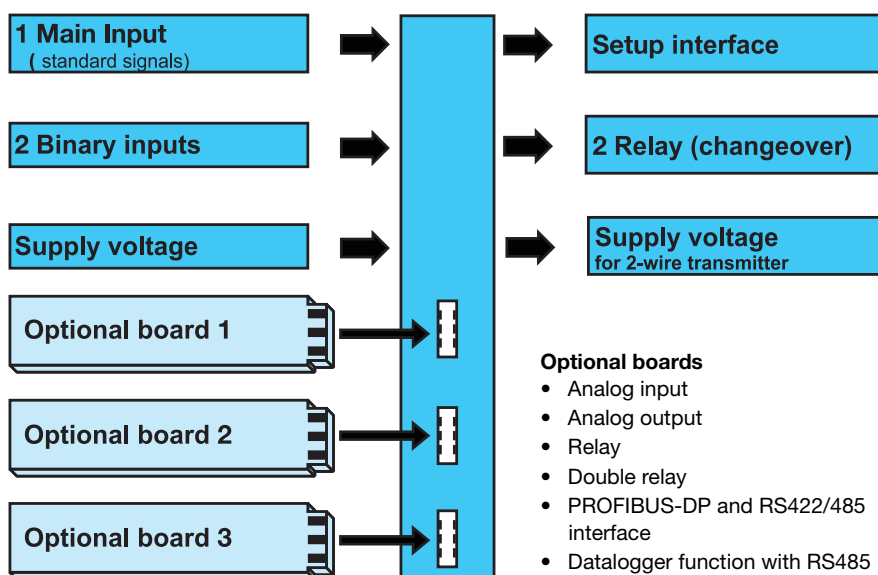 1 Main Input
( standard signals)
Setup interface
2 Binary inputs
2 Relay (changeover)
Supply voltage
Supply voltage
for 2-wire transmitter
Optional board 1
Optional board 2
Optional board 3
Optional boards
• Analog input
• Analog output
• Relay
• Double relay
• PROFIBUS-DP and RS422/485
interface
• Datalogger function with RS485